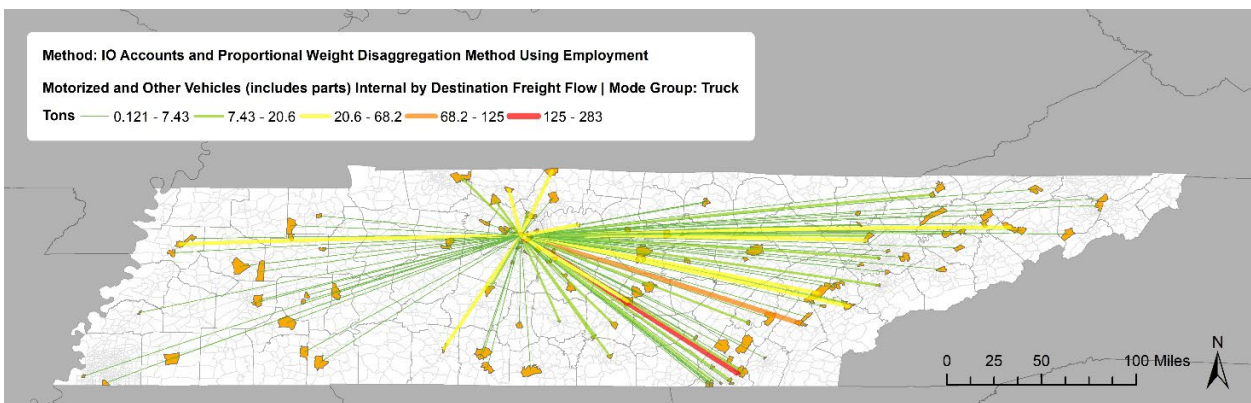 Method: IO Accounts and Proportional Weight Disaggregation Method Using Employment
Motorized and Other Vehicles (includes parts) Internal by Destination Freight Flow | Mode Group: Truck
Tons 0.121 - 7.43 7.43 - 20.6 20.6 - 68.2 68.2 - 125 125 - 283
N
0 25 50 100 Miles